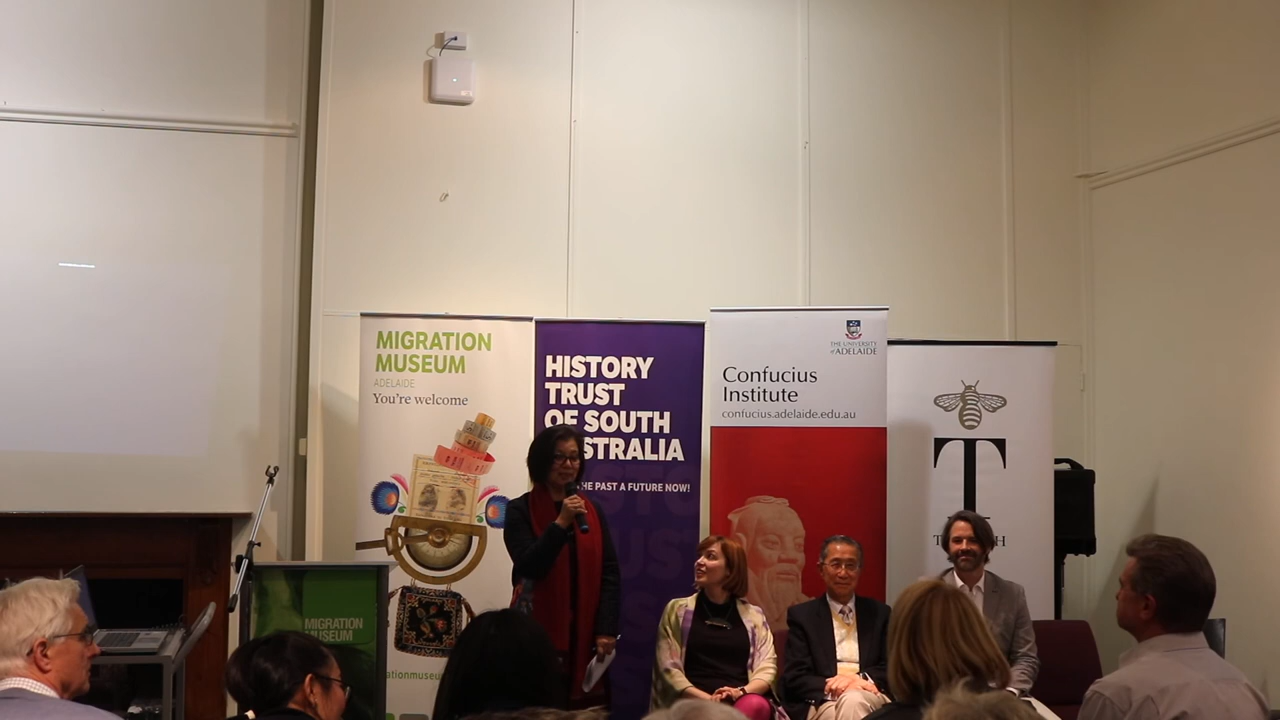 MIGRATION
MUSEUM
ADELAIDE
You're welcome
HISTORY
TRUST
OF SOUTH
STRALIA
THE PAST A FUTURE NOW!
THE UNIVERSITY
of ADELAIDE
Confucius
Institute
confucius.adelaide.edu.au
T
MIGRATION
MUSEUM